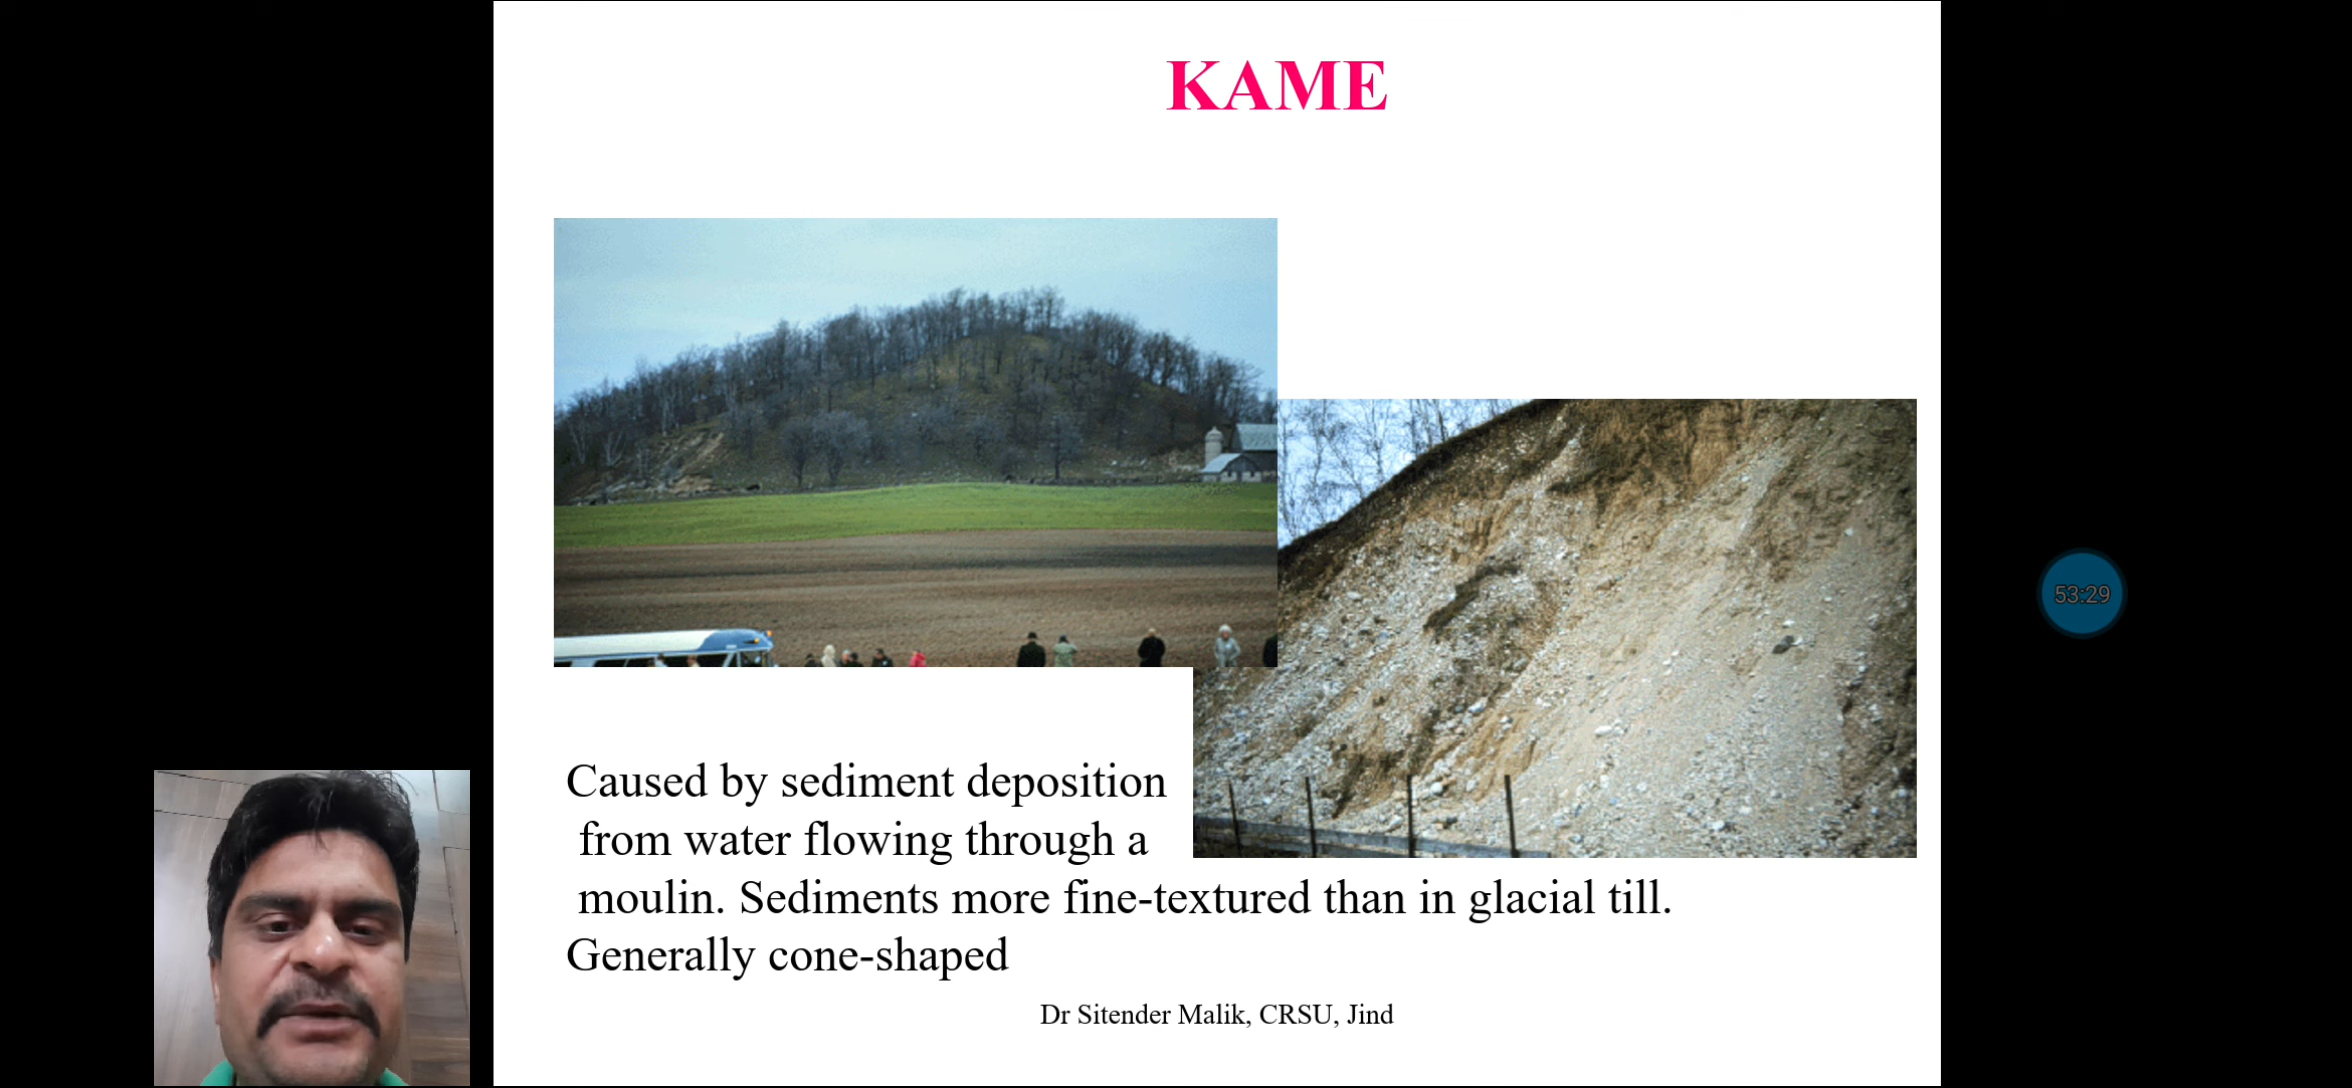 KAME
53:29
Caused by sediment deposition
from water flowing through a
moulin. Sediments more fine-textured than in glacial till.
Generally cone-shaped
Dr Sitender Malik, CRSU, Jind